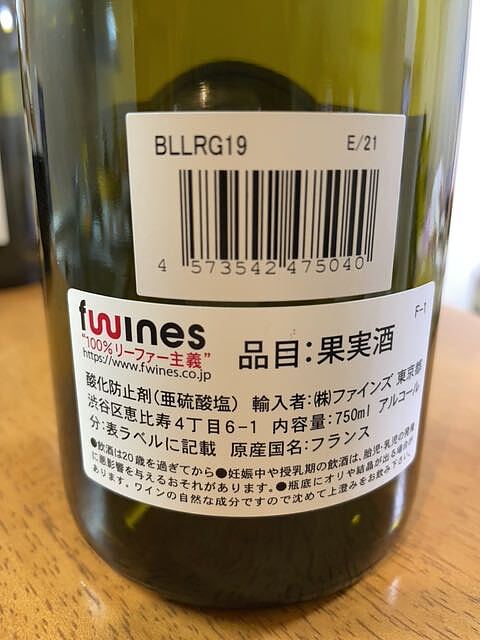 BLLRG19 E/21
4 573542 475040
F-1
fwines
"100%リーファー主義"
https://www.fwines.co.jp
品目:果実酒
酸化防止剤(亜硫酸塩) 輸入者:㈱ファインズ 東京都
渋谷区恵比寿4丁目6-1 内容量:750ml アルコール
分:表ラベルに記載 原産国名:フランス
●飲酒は20歳を過ぎてから●妊娠中や授乳期の飲酒は、胎児・乳児の発育
に悪影響を与えるおそれがあります。●瓶底にオリや結晶が出る場合が
あります。ワインの自然な成分ですので沈めて上澄みをお飲み下さい。